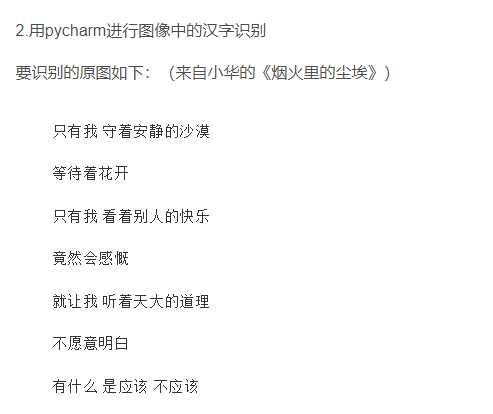 2.用pycharm进行图像中的汉字识别
要识别的原图如下：（来自小华的《烟火里的尘埃》）
只有我 守着安静的沙漠
等待着花开
只有我 看着别人的快乐
竟然会感慨
就让我 听着天大的道理
不愿意明白
有什么 是应该 不应该